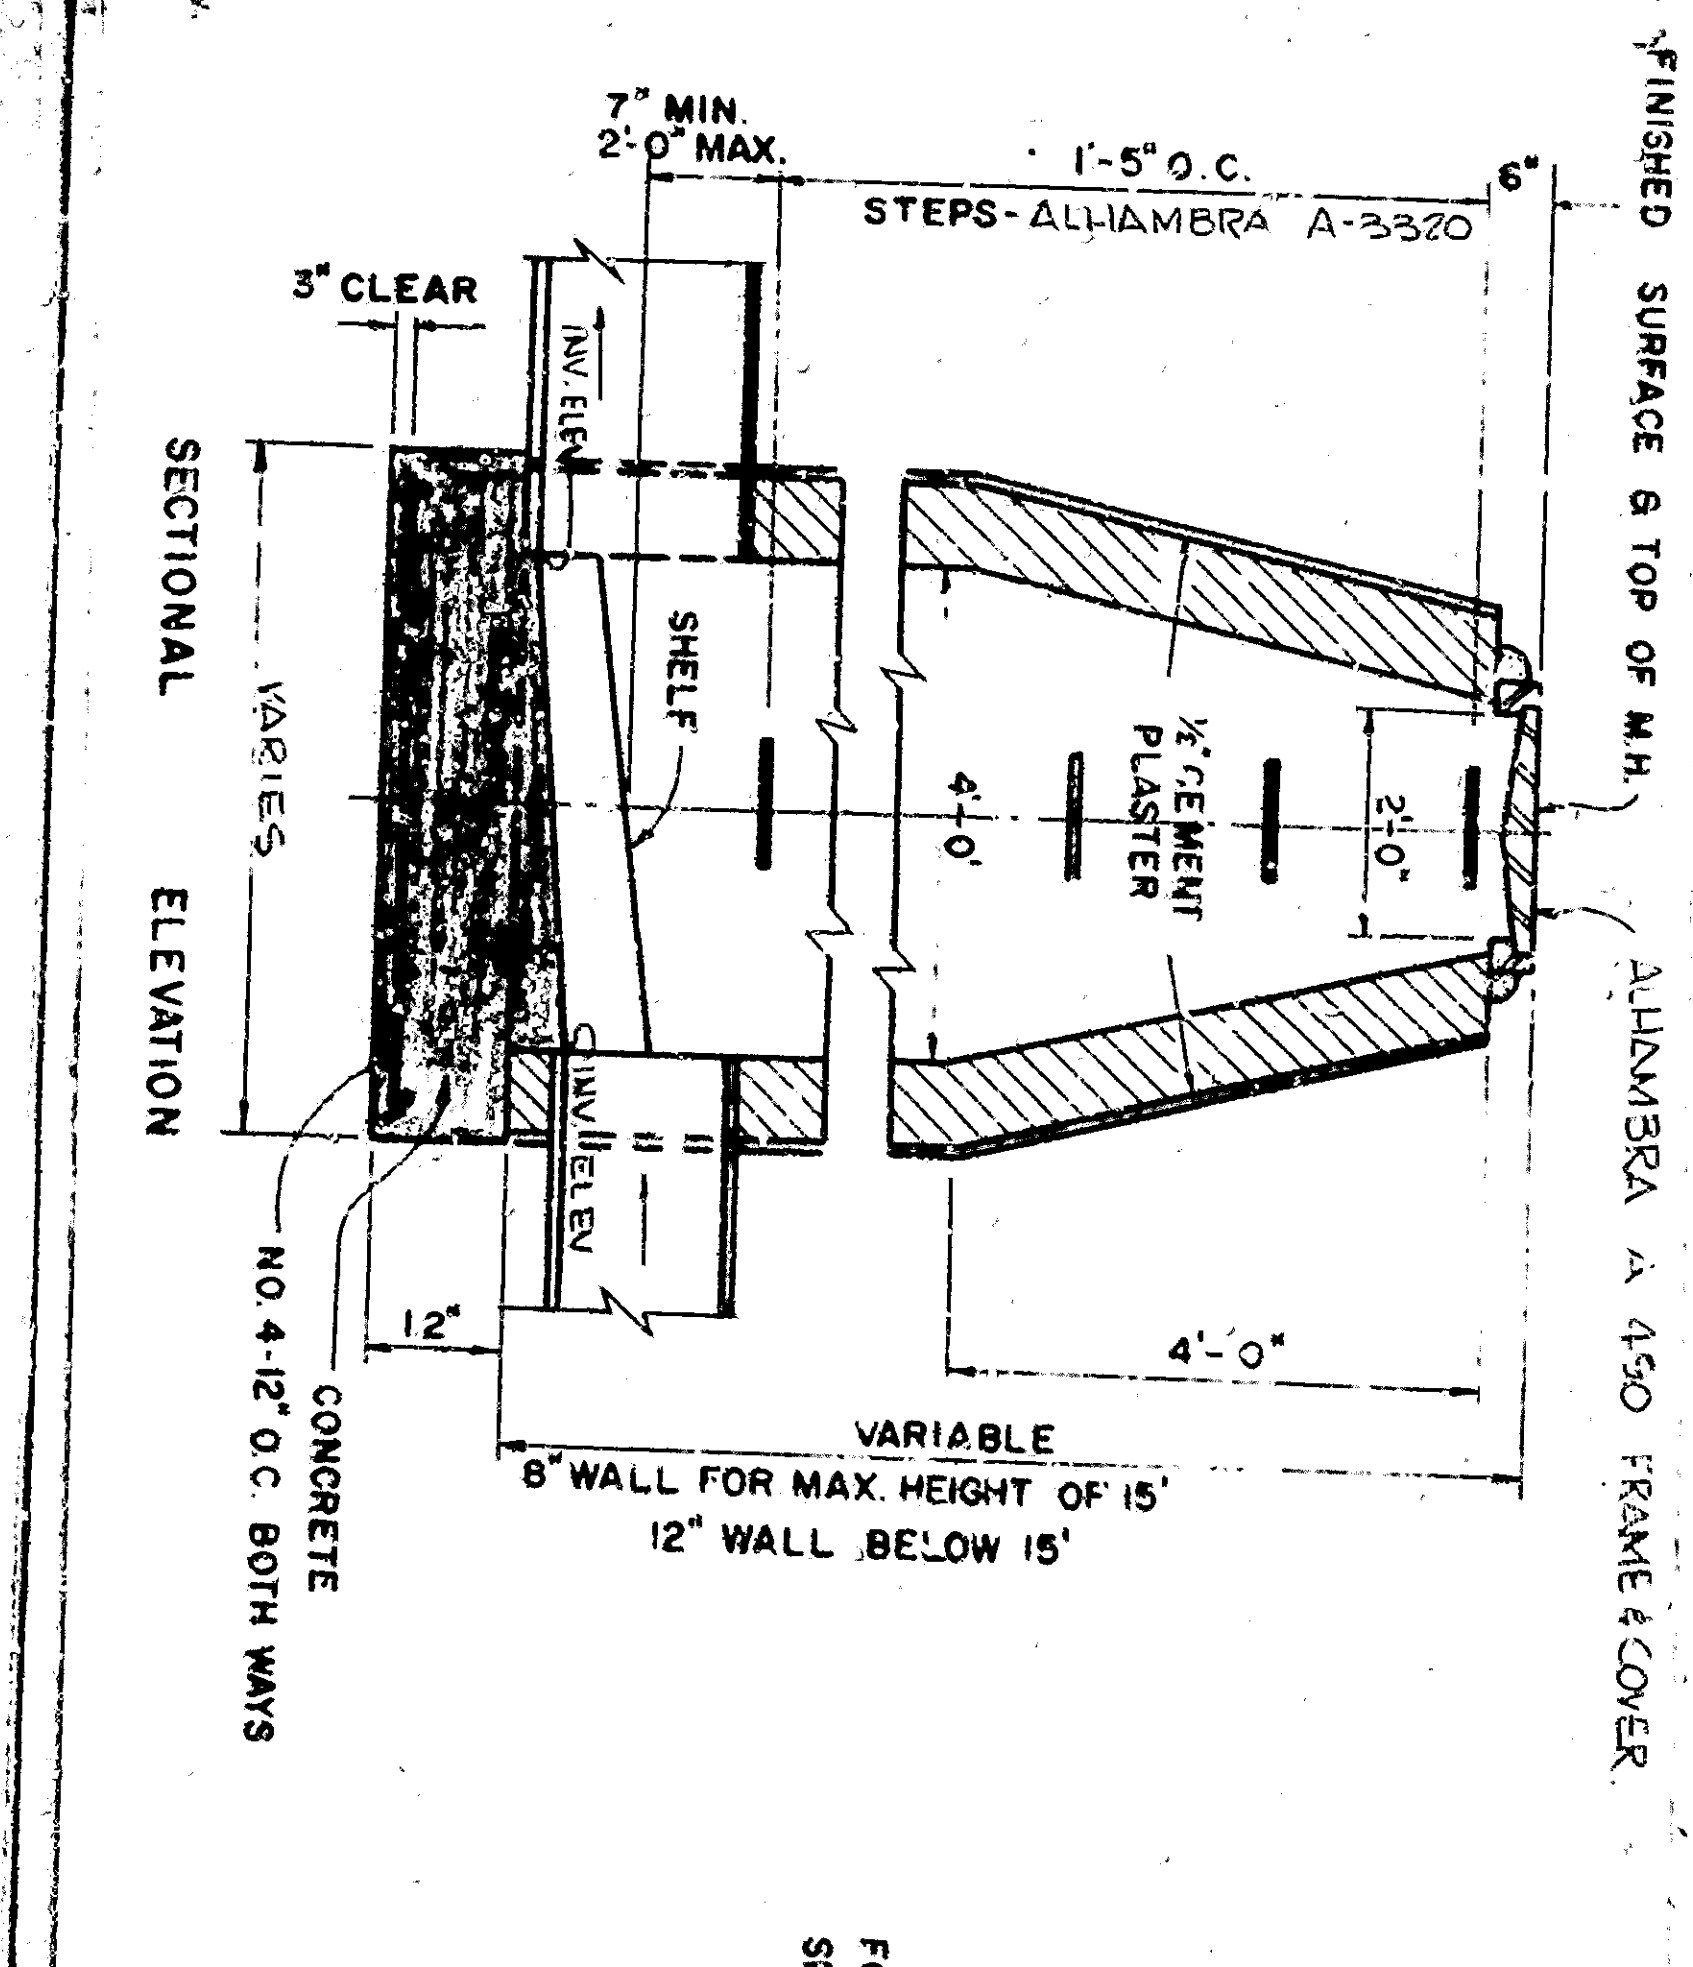 FINISHED SURFACE & TOP OF M.H.
ALHAMBRA A 450 FRAME & COVER
6"
1'-5" O.C.
STEPS-ALHAMBRA A-3320
7" MIN.
2'-0" MAX.
3" CLEAR
2'-0"
CEMENT
PLASTER
4'-0"
4'-0"
SHELF
INV. ELEV
INV. ELEV
VARIABLE
8" WALL FOR MAX. HEIGHT OF 15'
12" WALL BELOW 15'
12"
VARIES
CONCRETE
NO. 4-12" O.C. BOTH WAYS
SECTIONAL ELEVATION